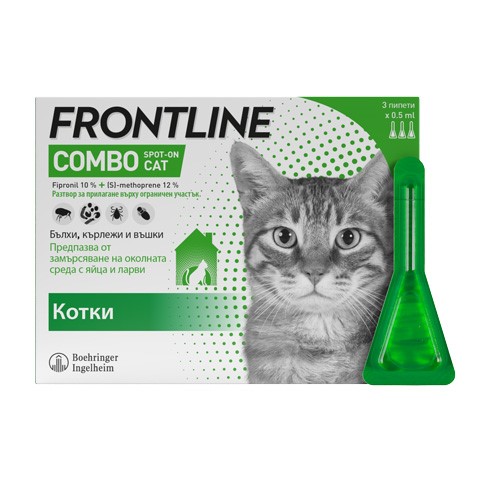 FRONTLINE
COMBO SPOT-ON CAT
Fipronil 10 % + (S)-methoprene 12 %
Разтвор за прилагане върху ограничен участък.
3 пипети
x 0.5 ml
Бълхи, кърлежи и въшки
Предпазва от
замърсяване на околната
среда с яйца и ларви
Котки
Boehringer
Ingelheim